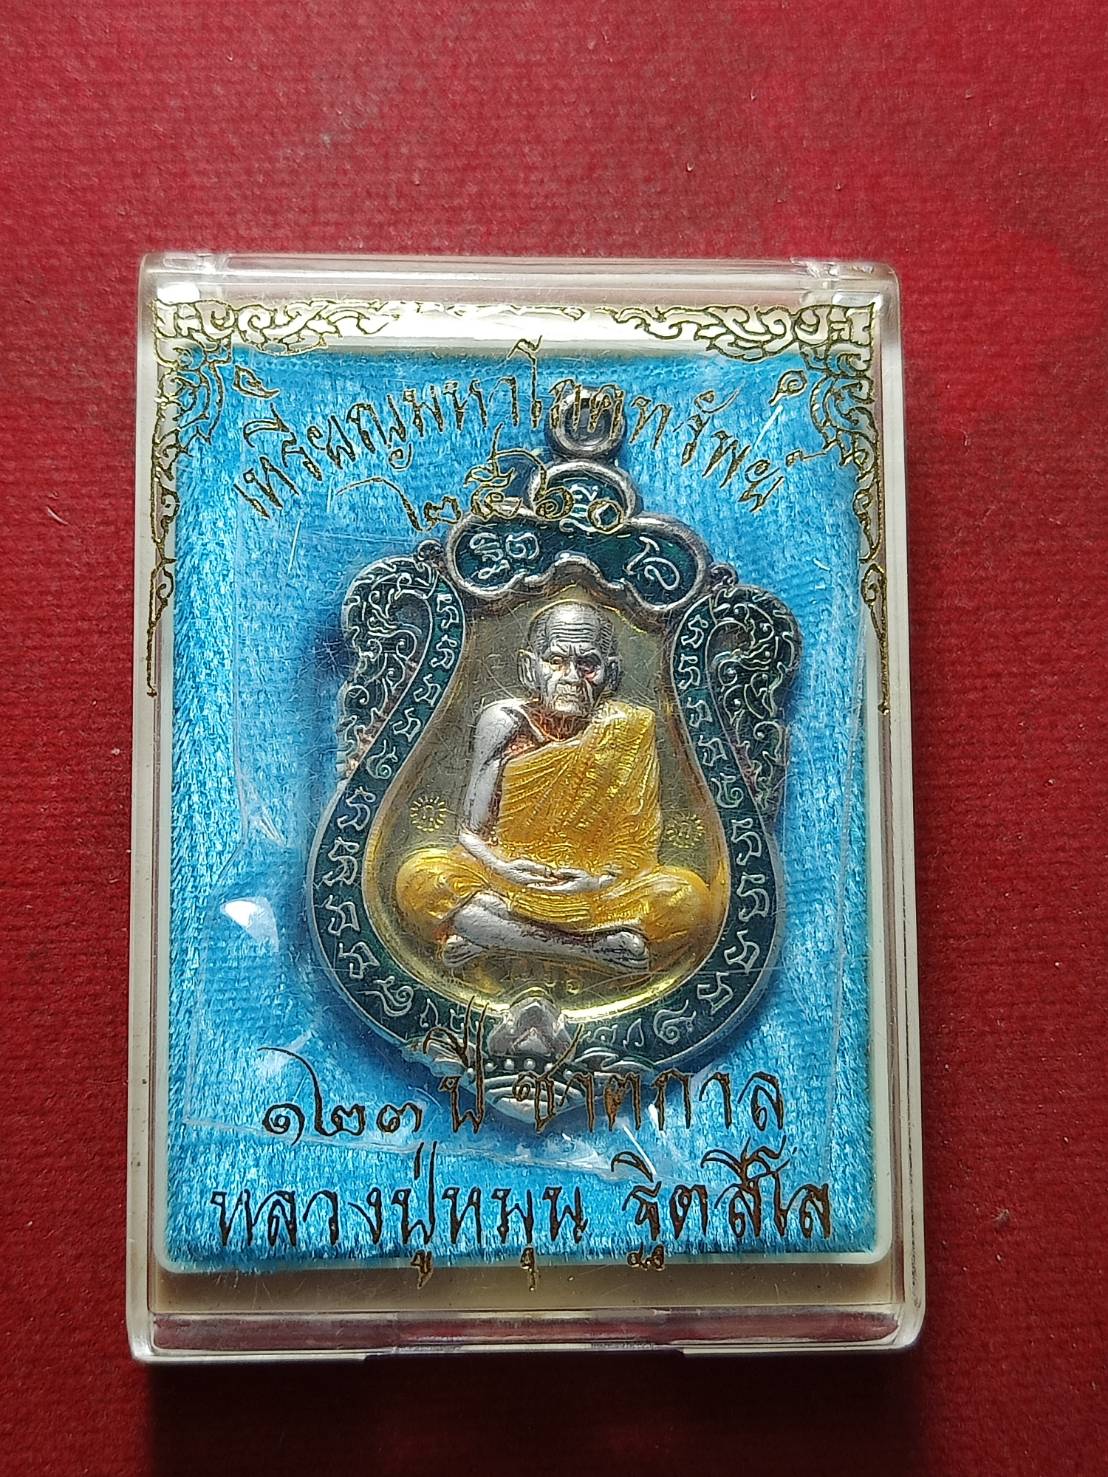 เหรียญมหาโภคทรัพย์
๒๕๖๐
๑๒๓ ปี ชาตกาล
หลวงปู่หมุน ฐิตสีโล